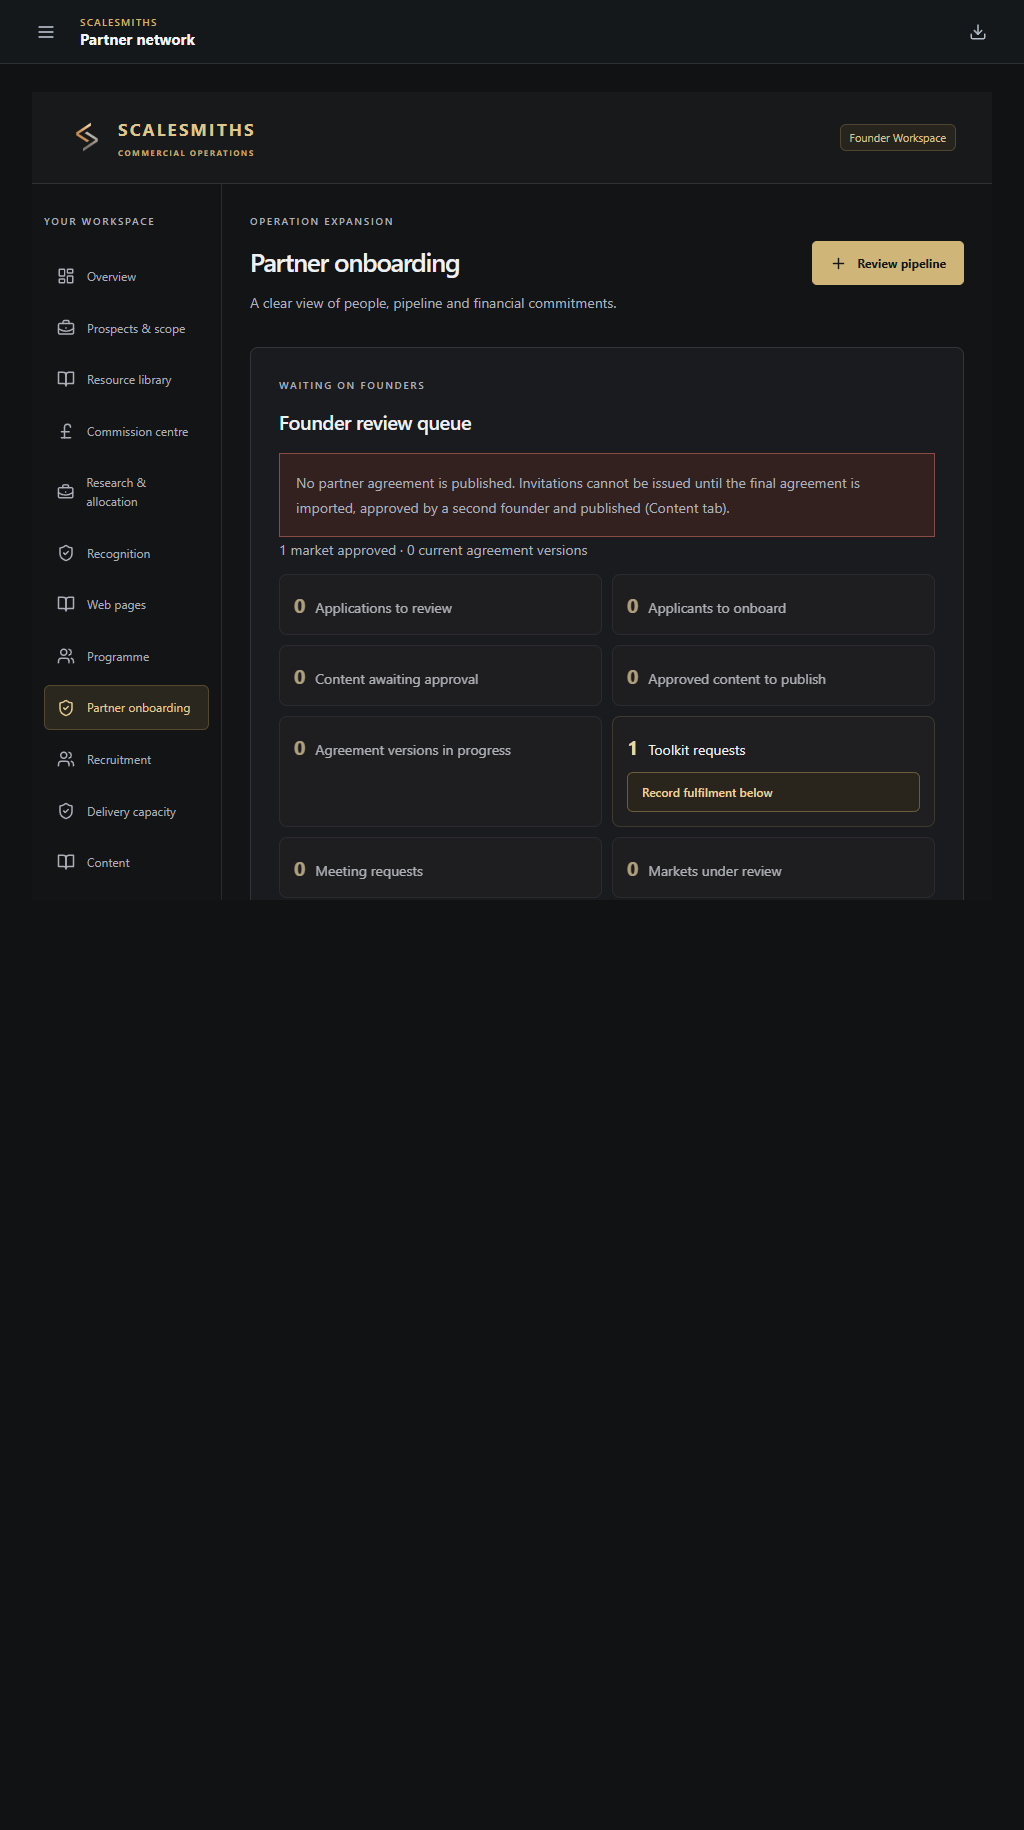 SCALESMITHS
Partner network
SCALESMITHS
COMMERCIAL OPERATIONS
Founder Workspace
YOUR WORKSPACE
Overview
Prospects & scope
Resource library
Commission centre
Research &
allocation
Recognition
Web pages
Programme
Partner onboarding
Recruitment
Delivery capacity
Content
OPERATION EXPANSION
Partner onboarding
Review pipeline
A clear view of people, pipeline and financial commitments.
WAITING ON FOUNDERS
Founder review queue
No partner agreement is published. Invitations cannot be issued until the final agreement is
imported, approved by a second founder and published (Content tab).
1 market approved · 0 current agreement versions
0 Applications to review
0 Applicants to onboard
0 Content awaiting approval
0 Approved content to publish
0 Agreement versions in progress
1 Toolkit requests
Record fulfilment below
0 Meeting requests
0 Markets under review